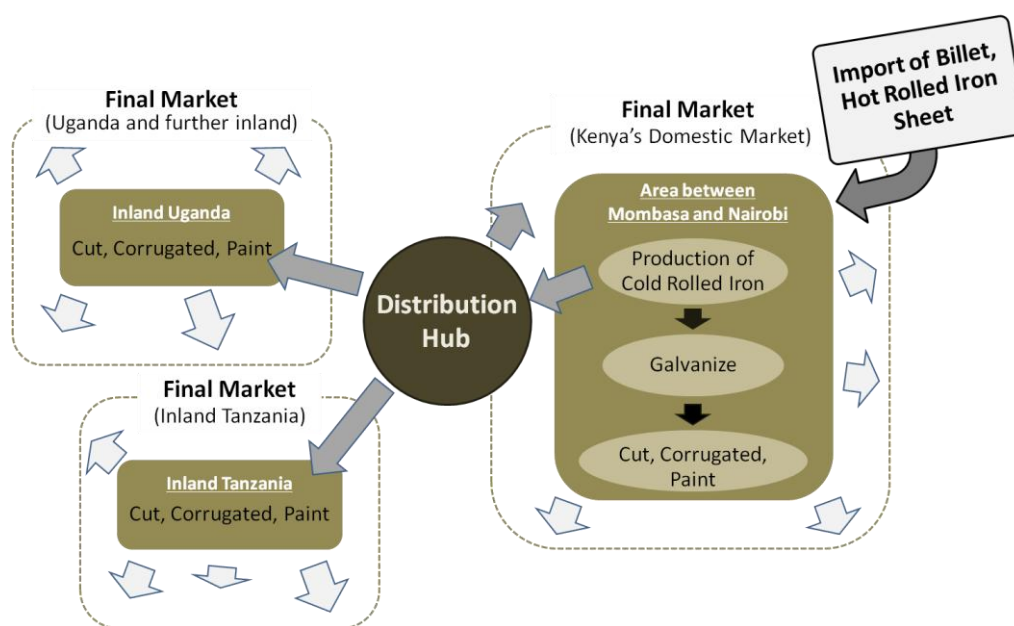 Final Market
(Uganda and further inland)
Inland Uganda
Cut, Corrugated, Paint
Final Market
(Inland Tanzania)
Inland Tanzania
Cut, Corrugated, Paint
Distribution
Hub
Final Market
(Kenya’s Domestic Market)
Area between
Mombasa and Nairobi
Production of
Cold Rolled Iron
Galvanize
Cut, Corrugated,
Paint
Import of Billet,
Hot Rolled Iron
Sheet